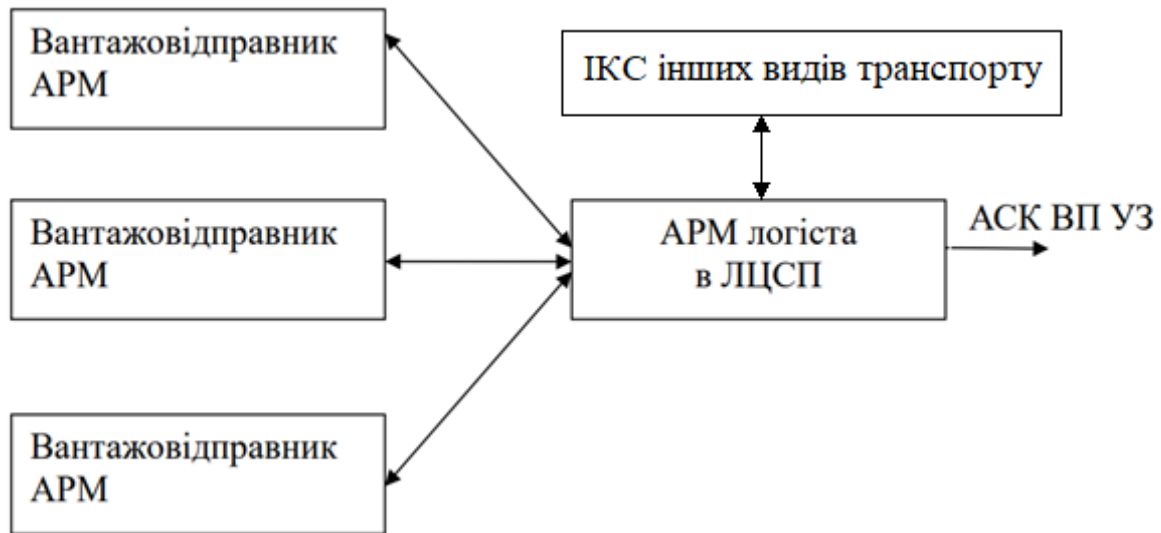 Вантажовідправник
АРМ
ІКС інших видів транспорту
Вантажовідправник
АРМ
АРМ логіста
в ЛЦСП
АСК ВП УЗ
Вантажовідправник
АРМ